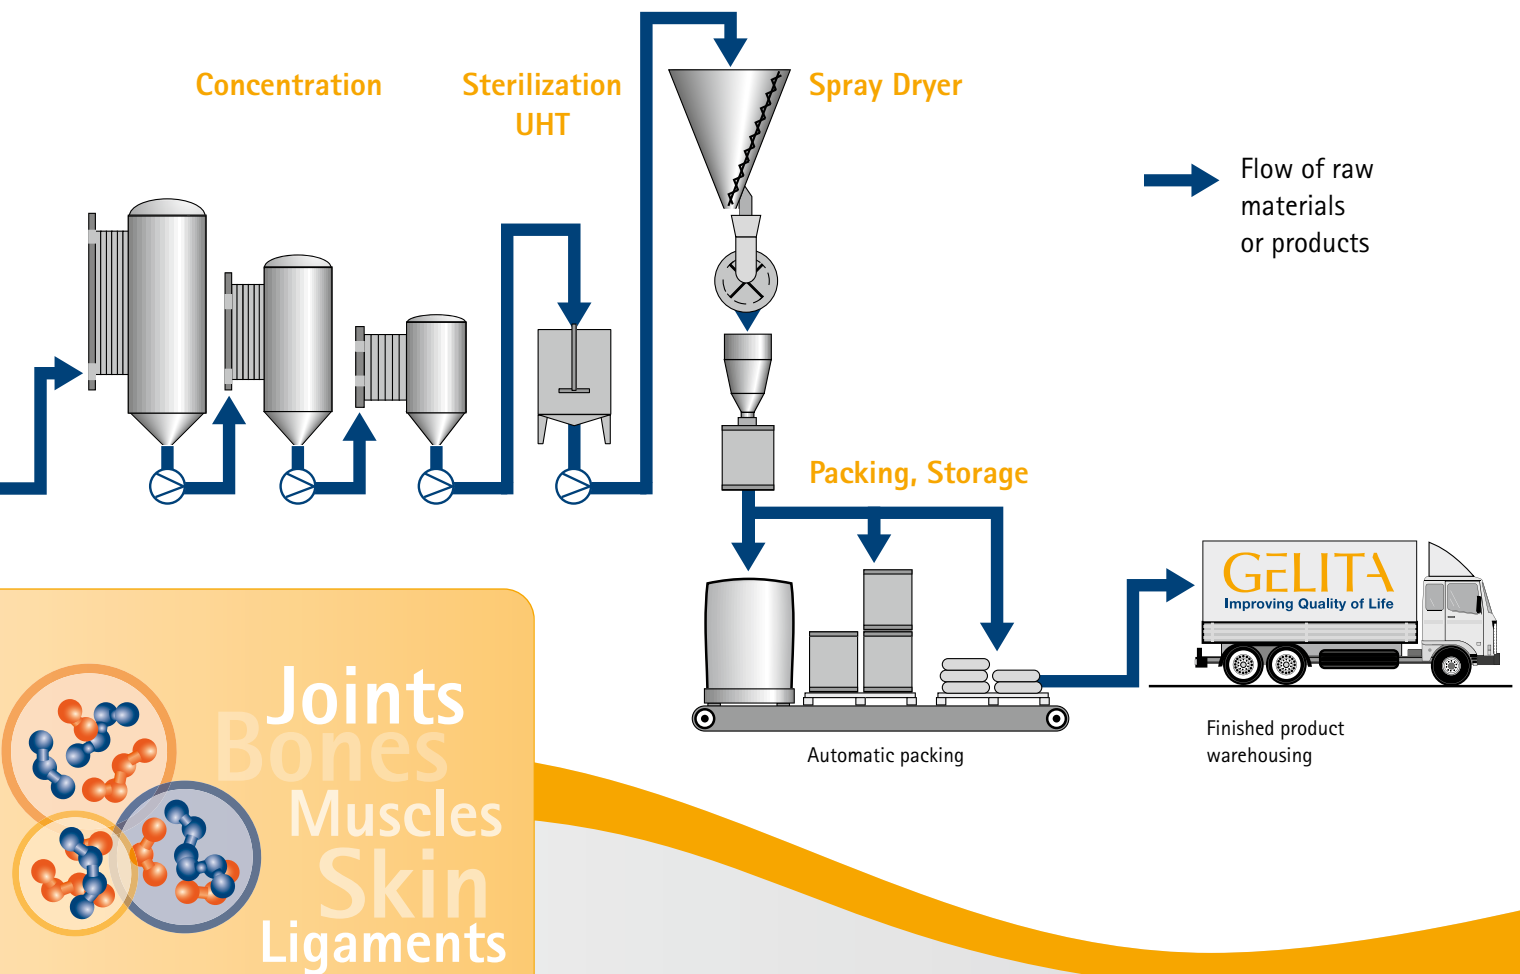 Concentration
Sterilization
UHT
Spray Dryer
Flow of raw
materials
or products
Packing, Storage
GELITA
Improving Quality of Life
Automatic packing
Finished product
warehousing
Joints
Bones
Muscles
Skin
Ligaments